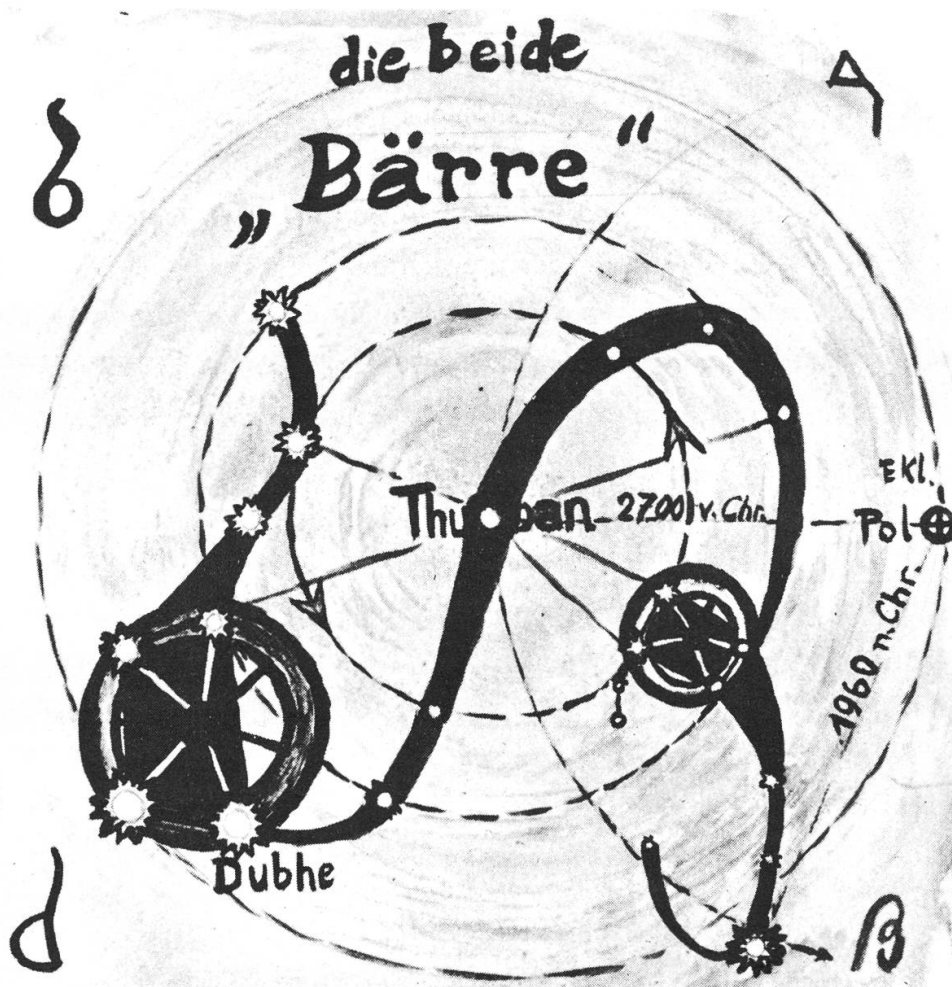 die beide
„Bärre“
EKL.
Thuban 2700 v. Chr. Pol
1960 n. Chr.
Dubhe